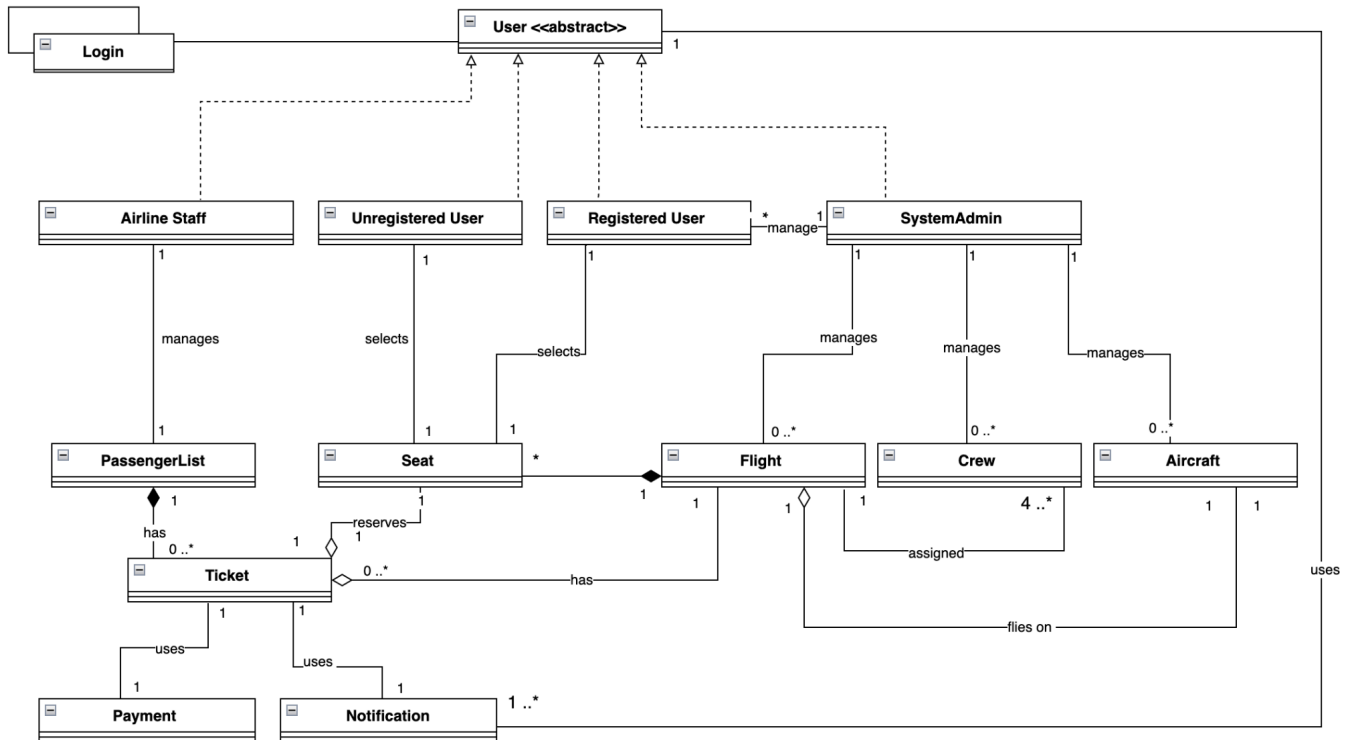 User <<abstract>>
Login
1
Airline Staff
Unregistered User
Registered User
*
1
manage
SystemAdmin
1
1
1
1
1
1
manages
selects
selects
manages
manages
manages
1
1
1
0 ..*
0 ..*
0 ..*
PassengerList
Seat
*
1
Flight
Crew
Aircraft
1
has
0 ..*
1
reserves
1
1
1
1
1
4 ..*
1
1
assigned
Ticket
0 ..*
has
uses
flies on
1
1
uses
uses
1
1
1 ..*
Payment
Notification